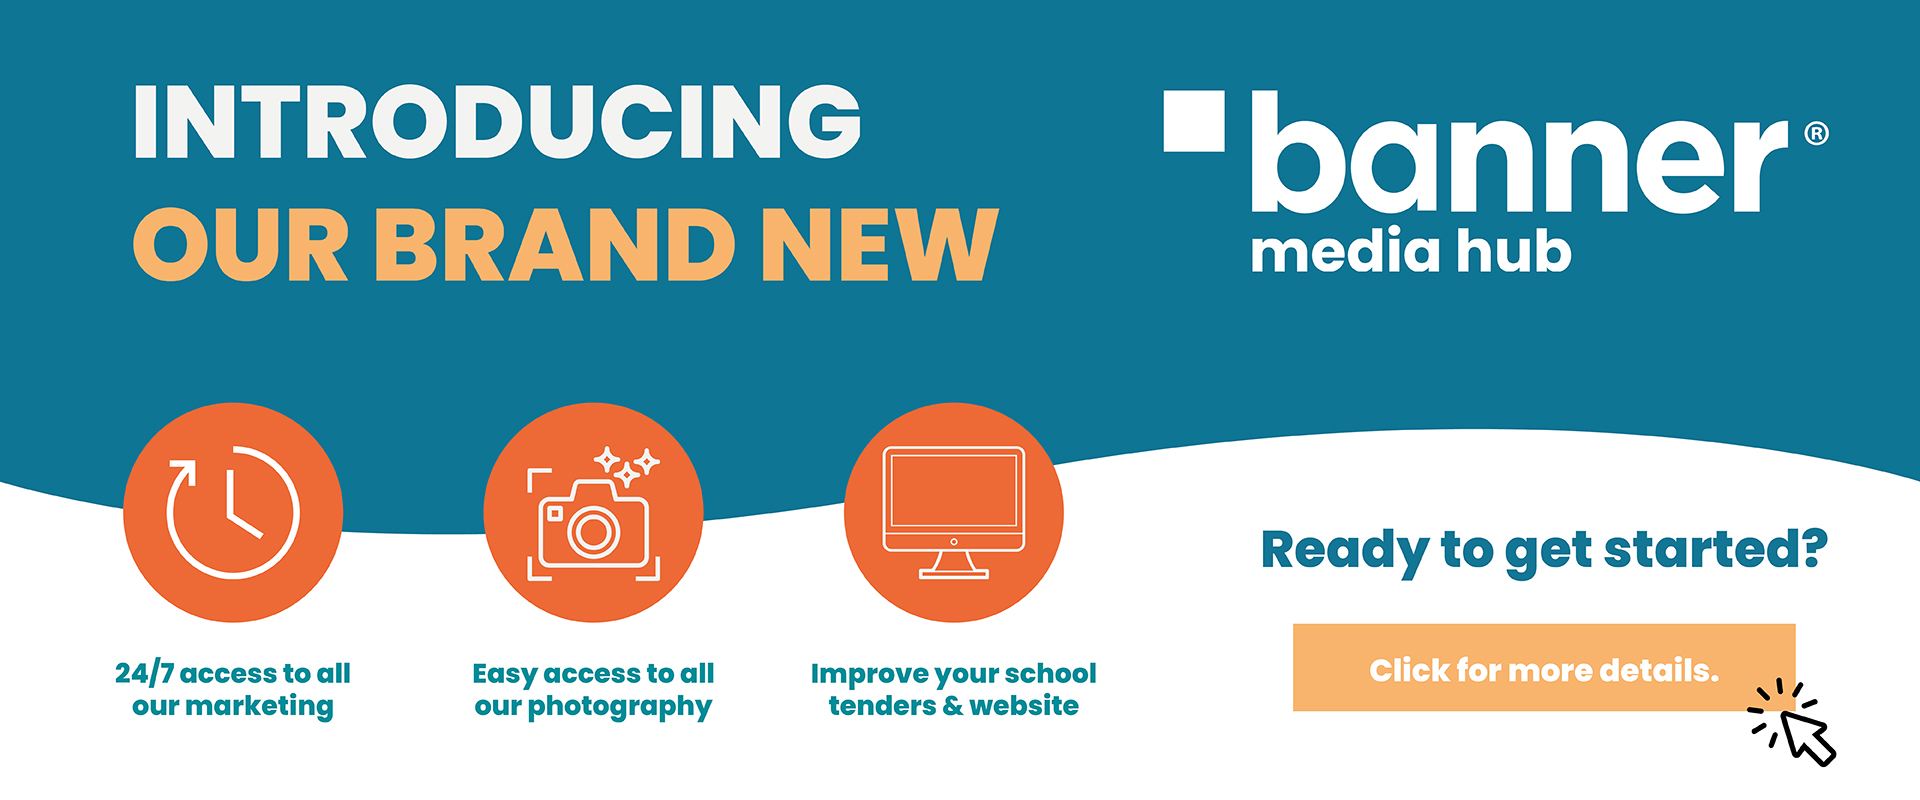 INTRODUCING
OUR BRAND NEW
banner®
media hub
24/7 access to all
our marketing
Easy access to all
our photography
Improve your school
tenders & website
Ready to get started?
Click for more details.